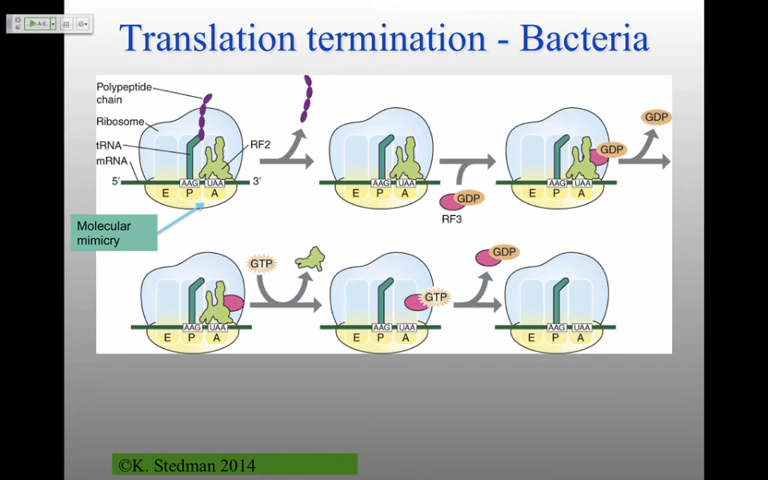 Translation termination - Bacteria
Polypeptide
chain
Ribosome
tRNA
mRNA
5′
AAG UAA
3′
E P A
RF2
AAG UAA
E P A
GDP
RF3
GDP
AAG UAA
E P A
GDP
Molecular
mimicry
AAG UAA
E P A
GTP
GTP
AAG UAA
E P A
GDP
AAG UAA
E P A
©K. Stedman 2014